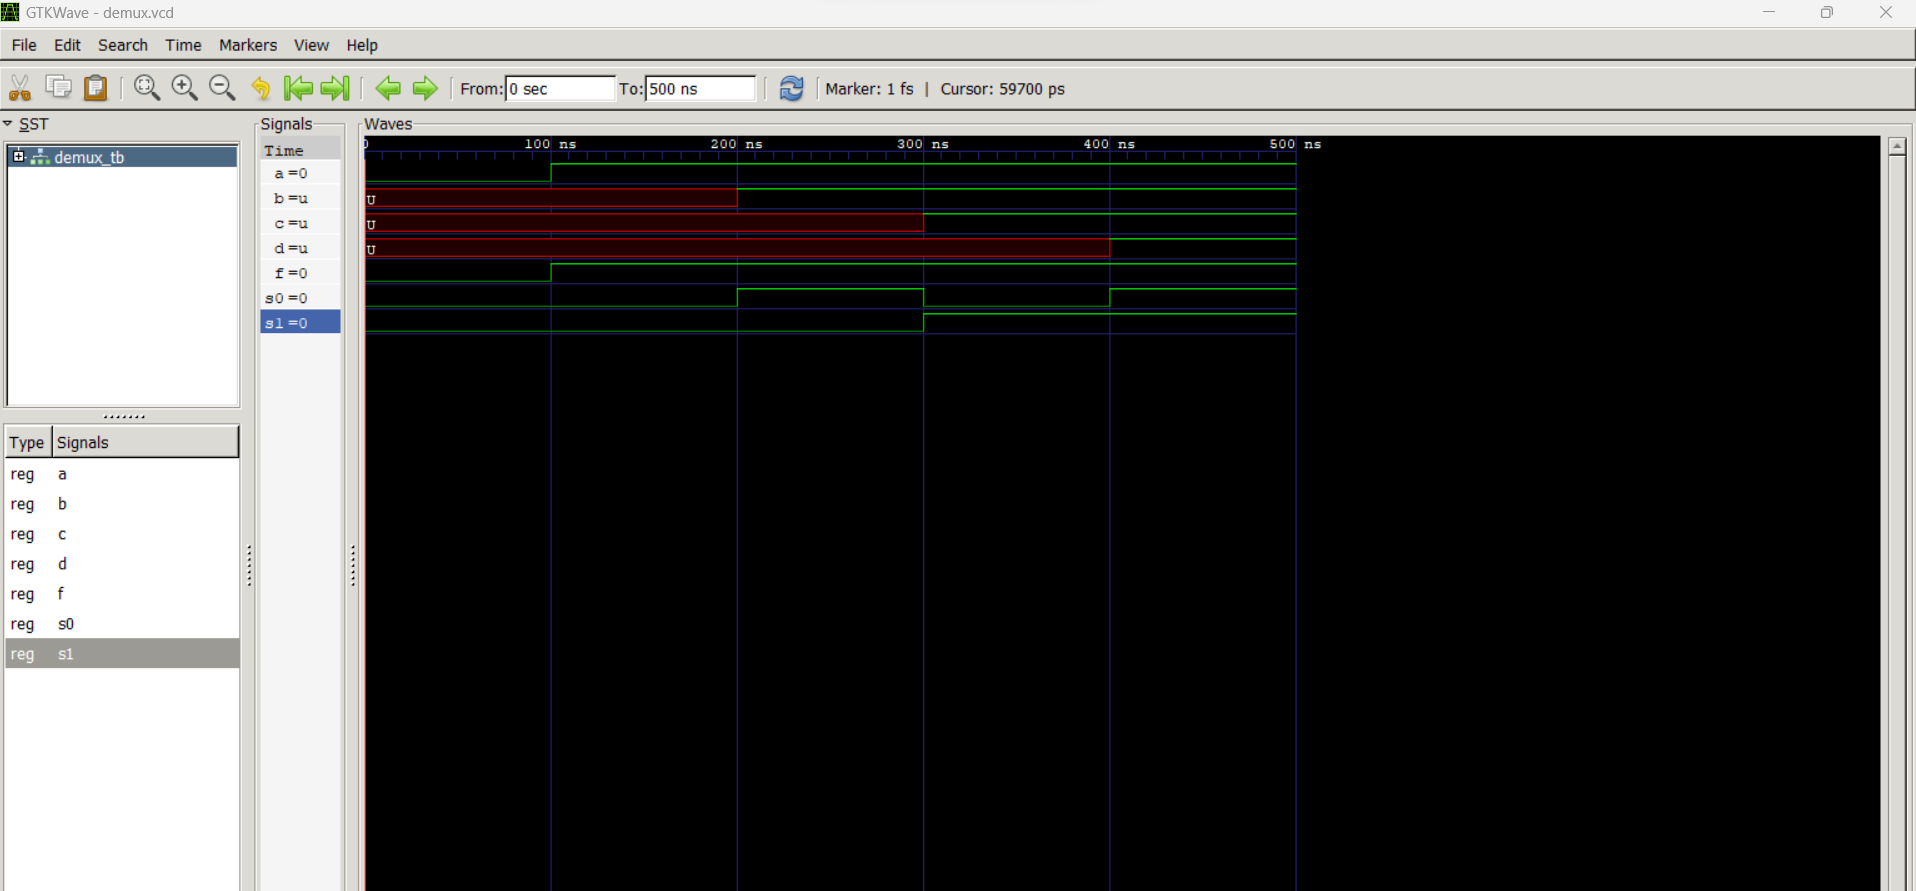 GTKWave - demux.vcd
File Edit Search Time Markers View Help
From: 0 sec To: 500 ns Marker: 1 fs | Cursor: 59700 ps
SST
demux_tb
Type Signals
reg a
reg b
reg c
reg d
reg f
reg s0
reg s1
Signals
Time
a=0
b=u
c=u
d=u
f=0
s0=0
s1=0
Waves
0 100 ns 200 ns 300 ns 400 ns 500 ns
U
U
U